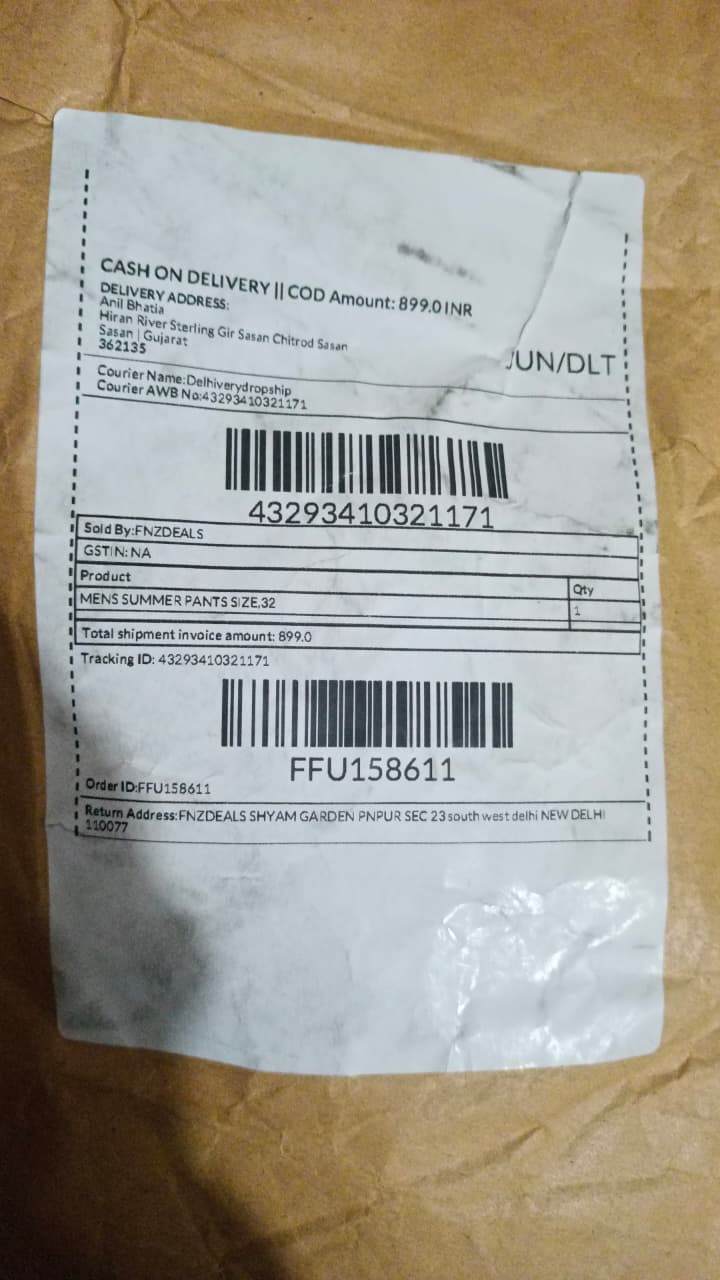 CASH ON DELIVERY || COD Amount: 899.0 INR
DELIVERY ADDRESS:
Anil Bhatia
Hiran River Sterling Gir Sasan Chitrod Sasan
Sasan | Gujarat
362135
JUN/DLT
Courier Name:Delhiverydropship
Courier AWB No:43293410321171
43293410321171
Sold By:FNZDEALS
GSTIN: NA
Product Qty
MENS SUMMER PANTS SIZE,32 1
Total shipment invoice amount: 899.0
Tracking ID: 43293410321171
FFU158611
Order ID:FFU158611
Return Address:FNZDEALS SHYAM GARDEN PNPUR SEC 23 south west delhi NEW DELHI
110077